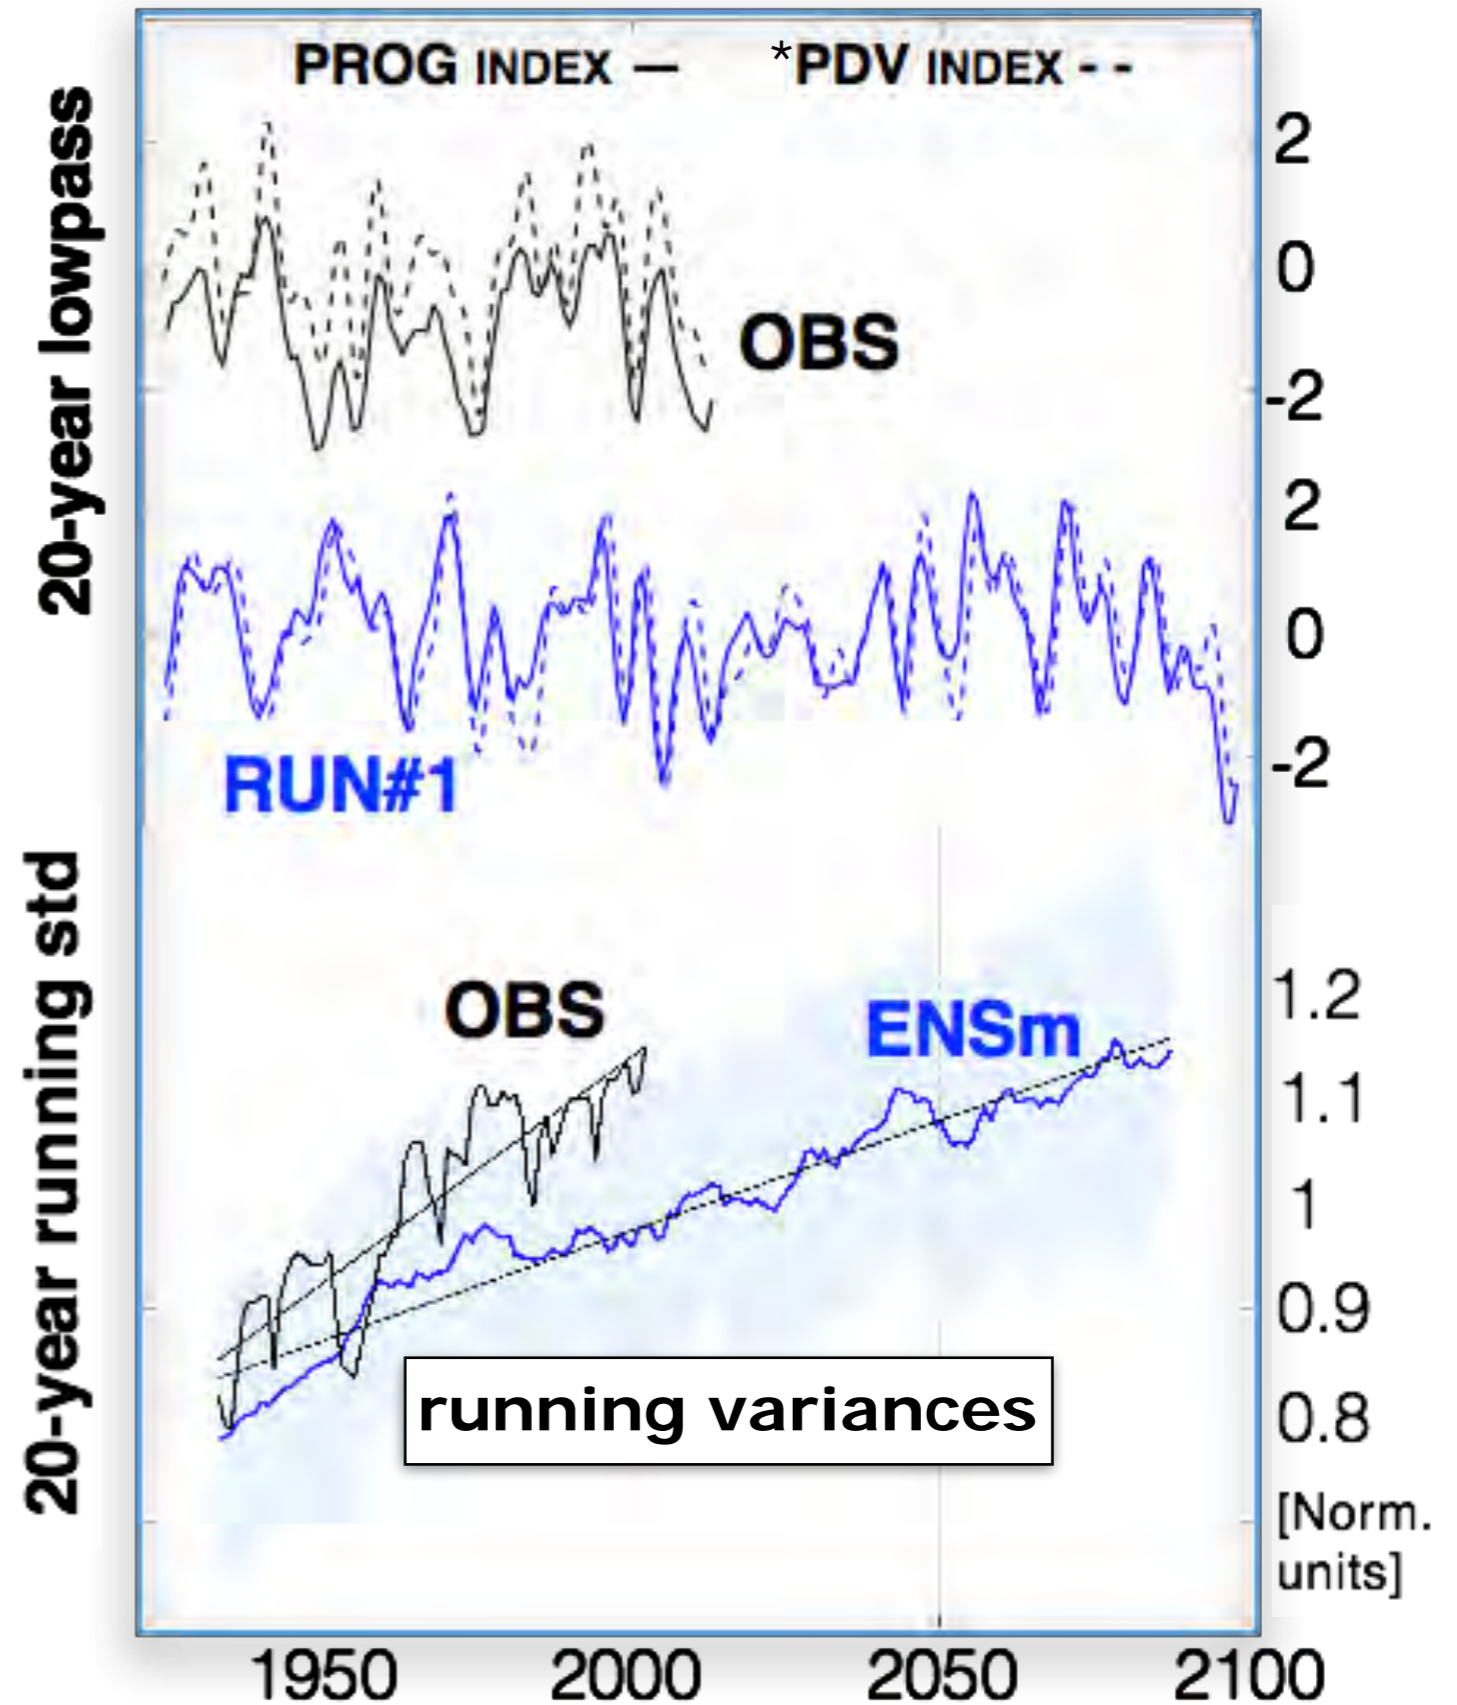 PROG INDEX — *PDV INDEX - -
20-year lowpass
2
0
-2
OBS
2
0
-2
RUN#1
20-year running std
OBS
ENSm
1.2
1.1
1
0.9
0.8
running variances
[Norm.
units]
1950 2000 2050 2100